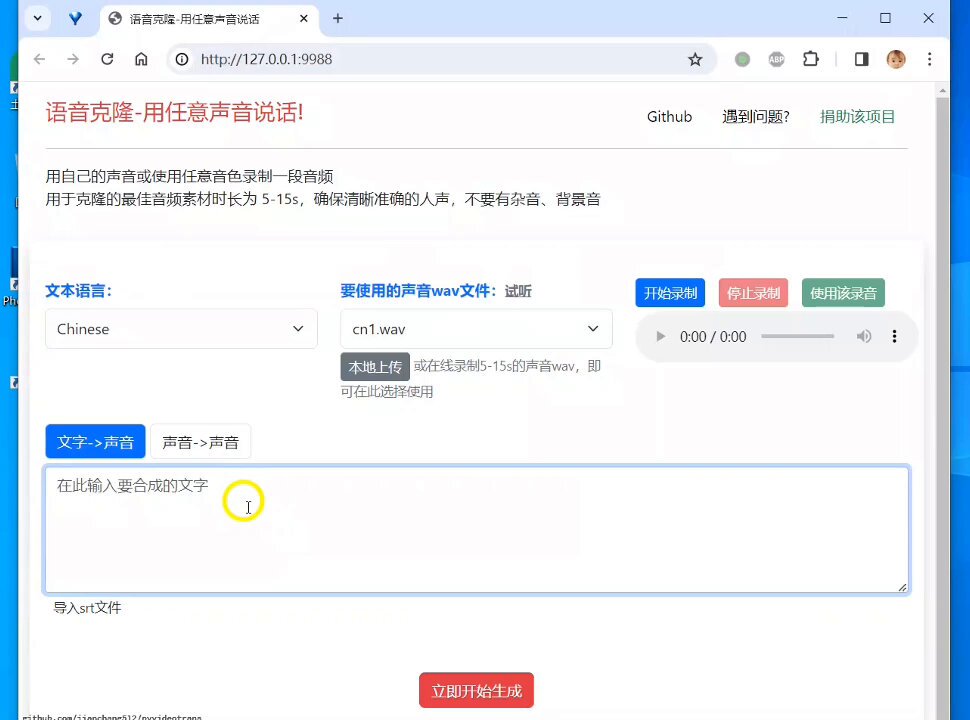 语音克隆-用任意声音说话
http://127.0.0.1:9988
ABP
语音克隆-用任意声音说话!
Github
遇到问题?
捐助该项目
用自己的声音或使用任意音色录制一段音频
用于克隆的最佳音频素材时长为 5-15s，确保清晰准确的人声，不要有杂音、背景音
文本语言：
要使用的声音wav文件：试听
开始录制
停止录制
使用该录音
Chinese
cn1.wav
0:00 / 0:00
本地上传 或在线录制5-15s的声音wav，即
可在此选择使用
文字->声音
声音->声音
在此输入要合成的文字
导入srt文件
立即开始生成